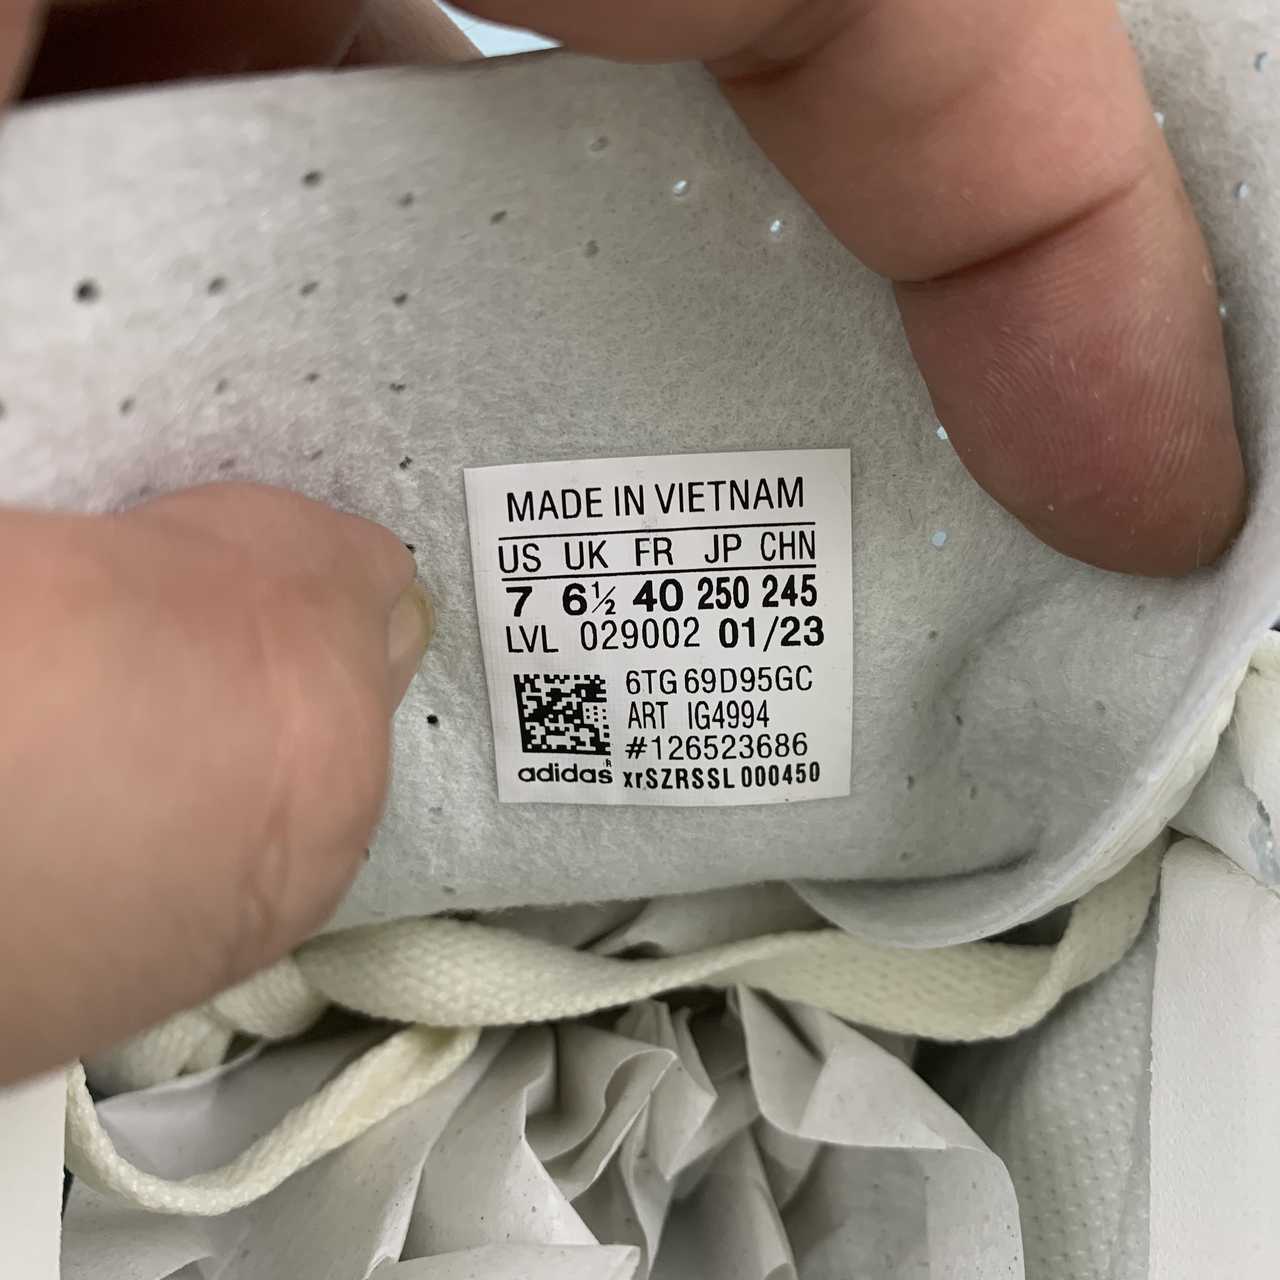 MADE IN VIETNAM
US UK FR JP CHN
7 6½ 40 250 245
LVL 029002 01/23
6TG 69D95GC
ART IG4994
#126523686
adidas® xrSZRSSL 000450